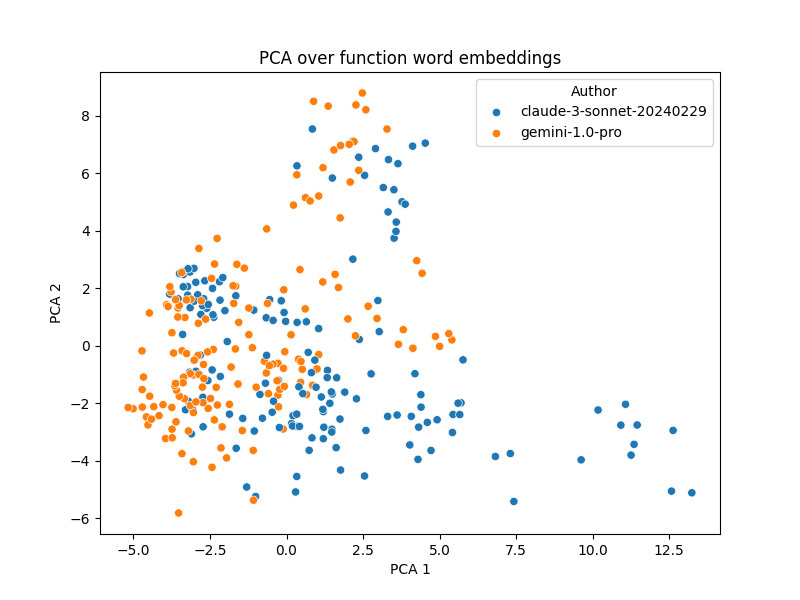 PCA over function word embeddings
Author
claude-3-sonnet-20240229
gemini-1.0-pro
8
6
4
2
0
−2
−4
−6
PCA 2
−5.0
−2.5
0.0
2.5
5.0
7.5
10.0
12.5
PCA 1